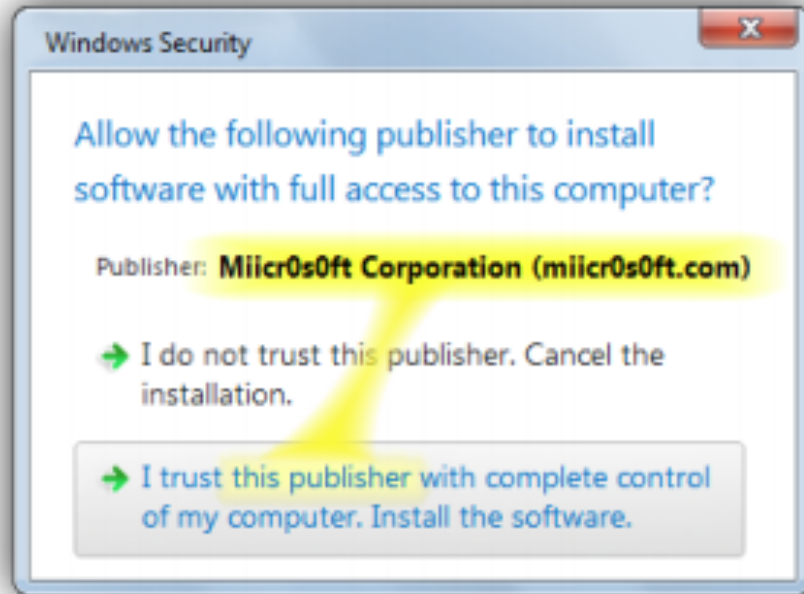 Windows Security
Allow the following publisher to install
software with full access to this computer?
Publisher: Miicr0s0ft Corporation (miicr0s0ft.com)
I do not trust this publisher. Cancel the
installation.
I trust this publisher with complete control
of my computer. Install the software.